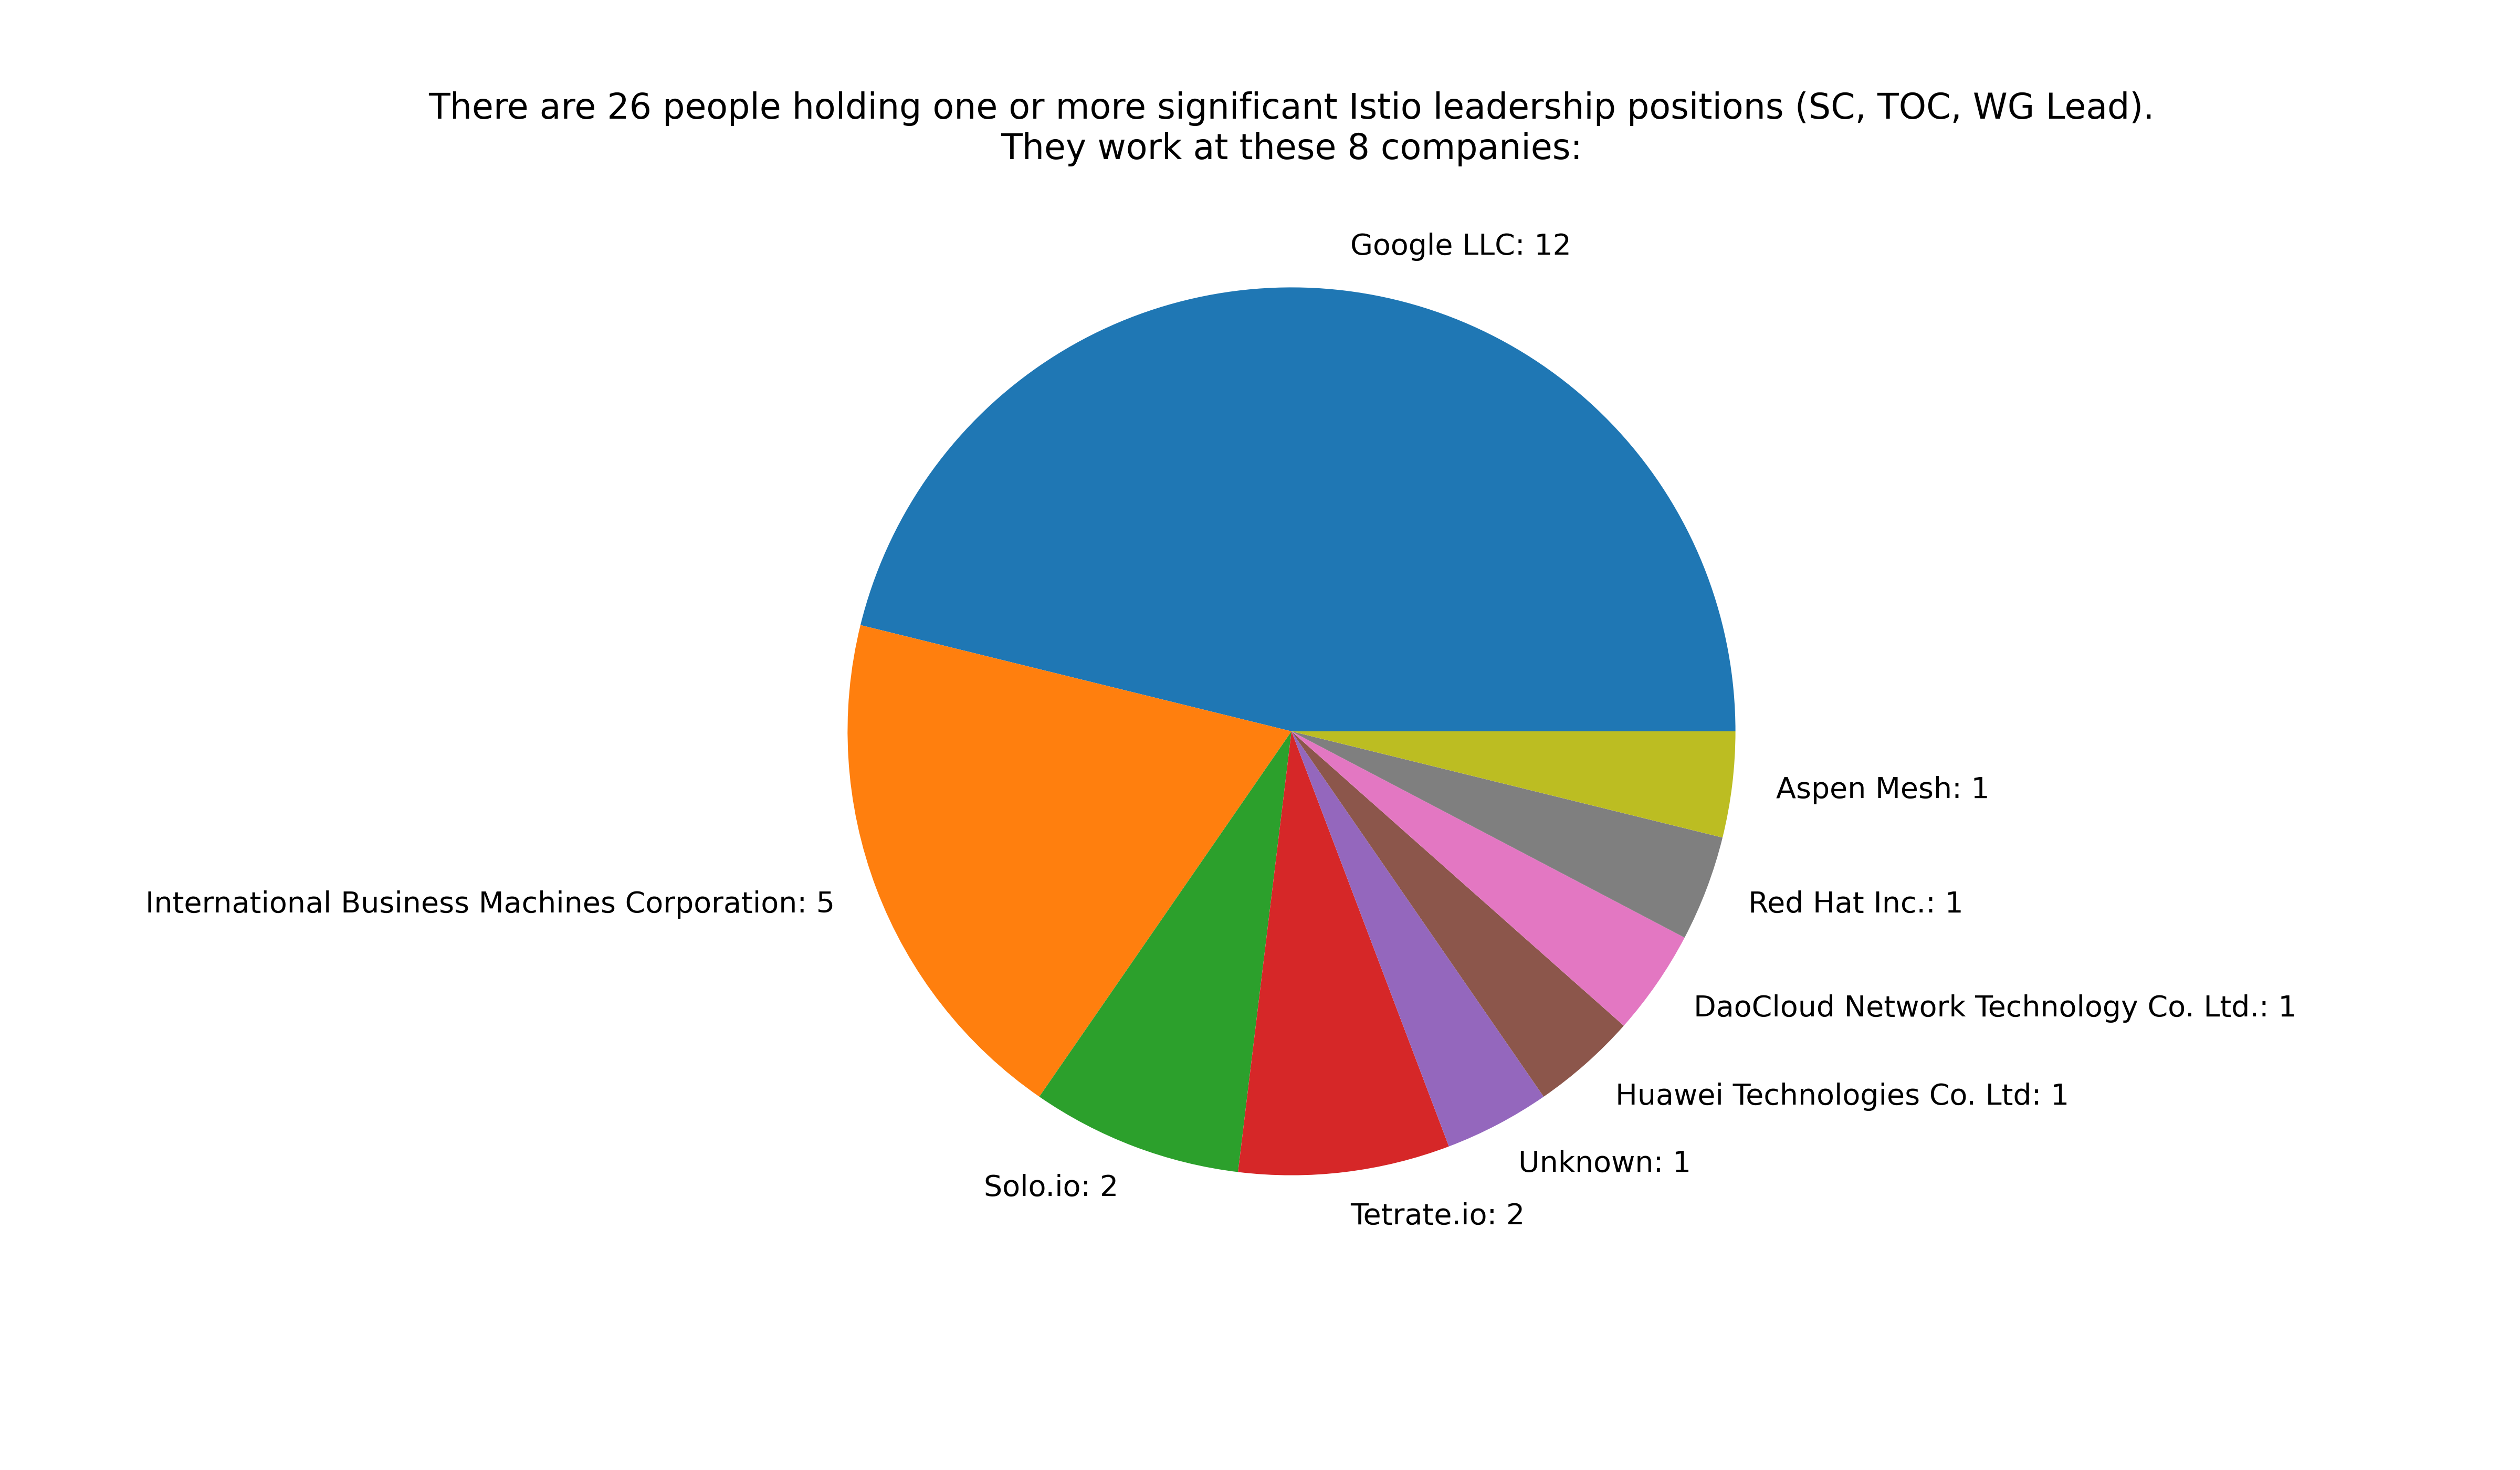 There are 26 people holding one or more significant Istio leadership positions (SC, TOC, WG Lead).
They work at these 8 companies:
Google LLC: 12
Aspen Mesh: 1
International Business Machines Corporation: 5
Red Hat Inc.: 1
DaoCloud Network Technology Co. Ltd.: 1
Huawei Technologies Co. Ltd: 1
Unknown: 1
Solo.io: 2
Tetrate.io: 2